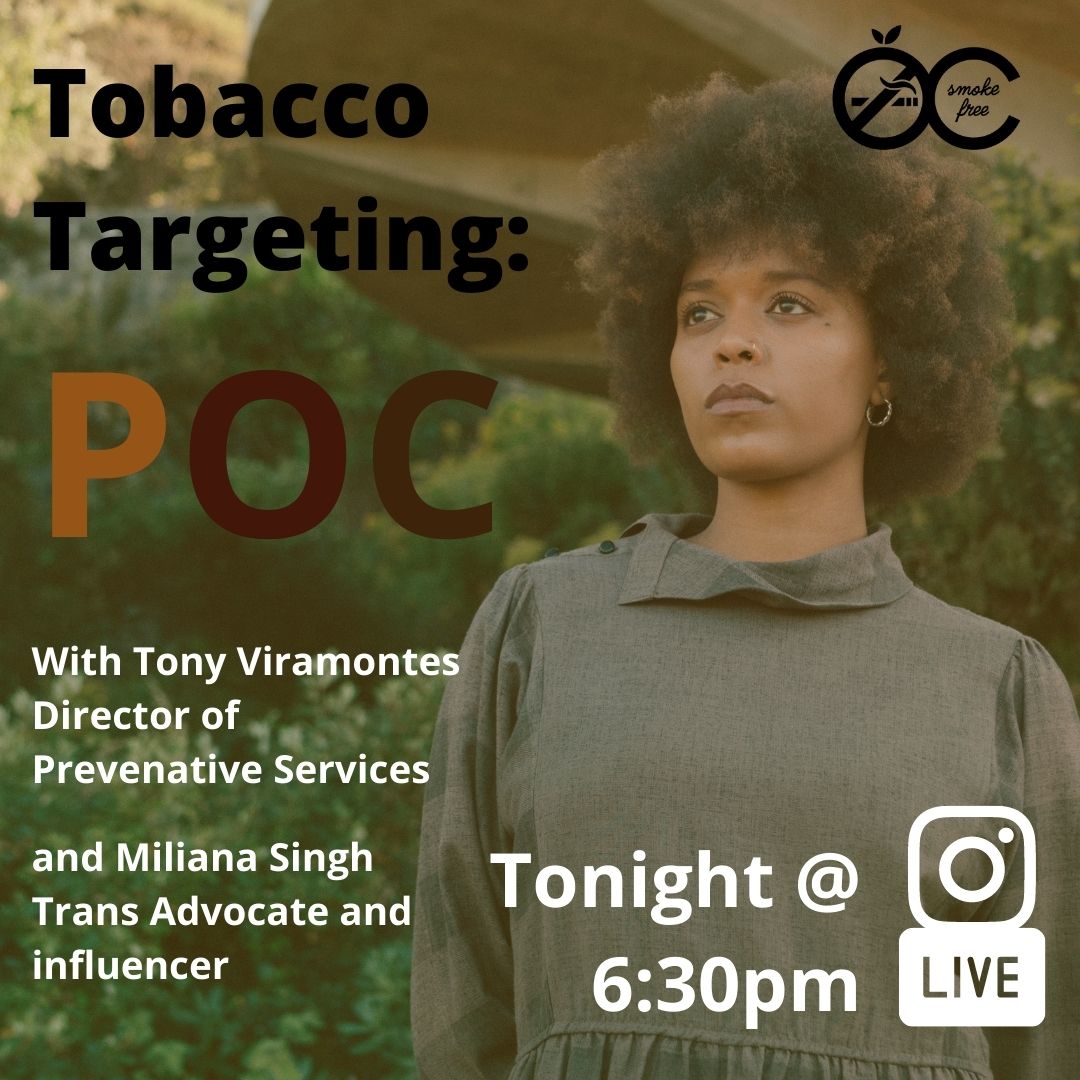 Tobacco
Targeting:
OC
smoke
free
POC
With Tony Viramontes
Director of
Prevenative Services
and Miliana Singh
Trans Advocate and
influencer
Tonight @
6:30pm
LIVE